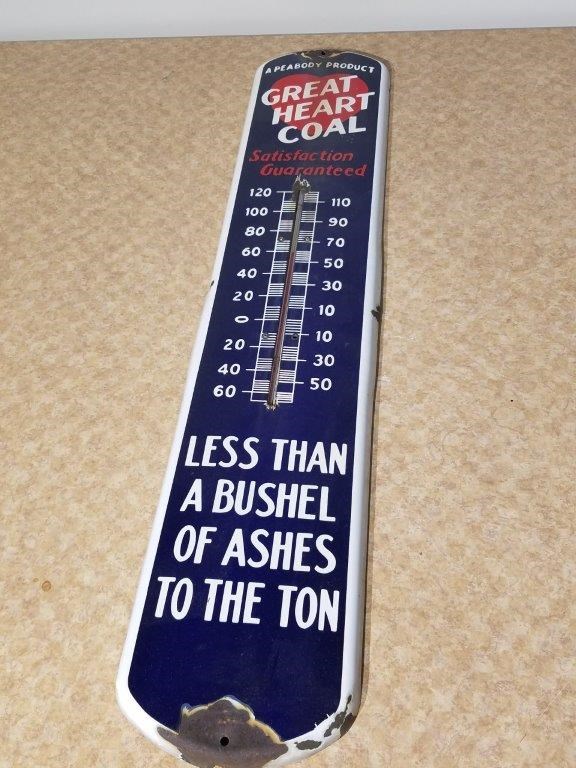 A PEABODY PRODUCT
GREAT
HEART
COAL
Satisfaction
Guaranteed
120
110
100
90
80
70
60
50
40
30
20
10
0
10
20
30
40
50
60
LESS THAN
A BUSHEL
OF ASHES
TO THE TON